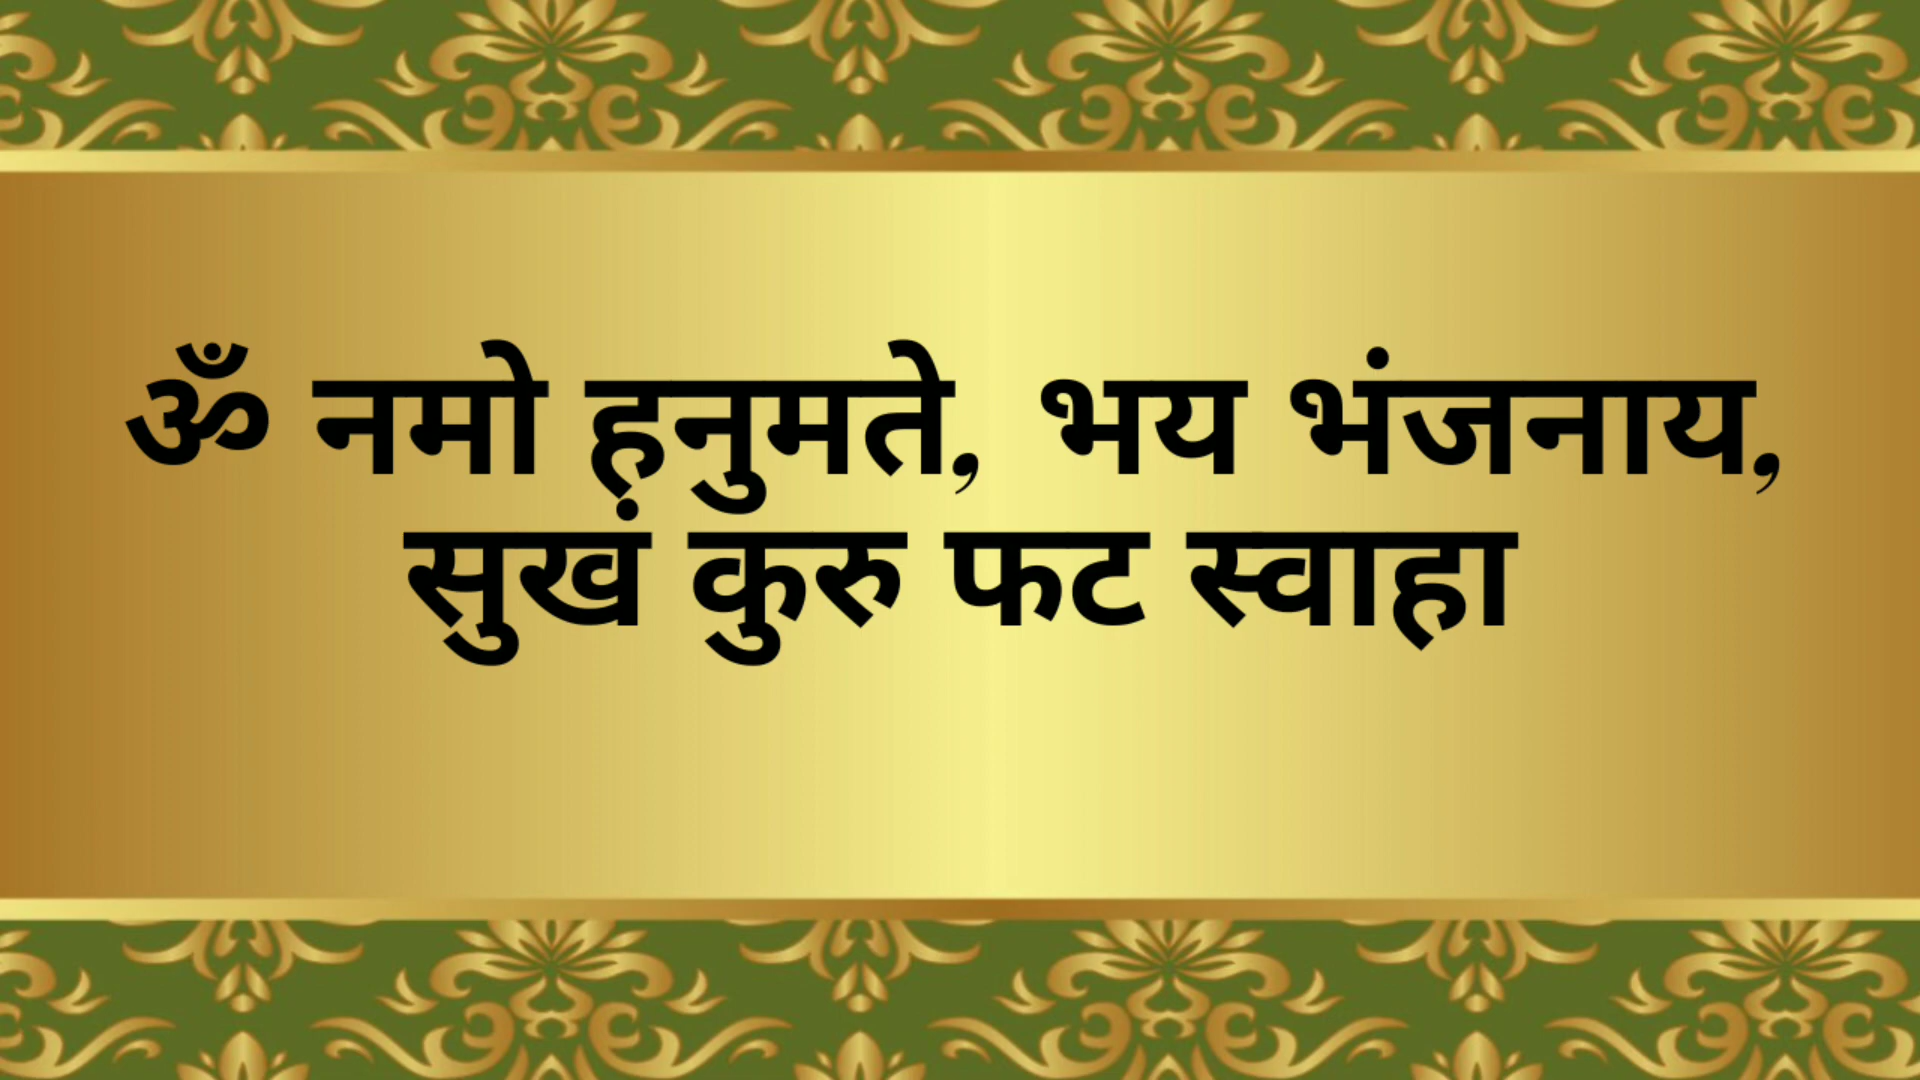 ॐ नमो हनुमते, भय भंजनाय,
सुखं कुरु फट स्वाहा